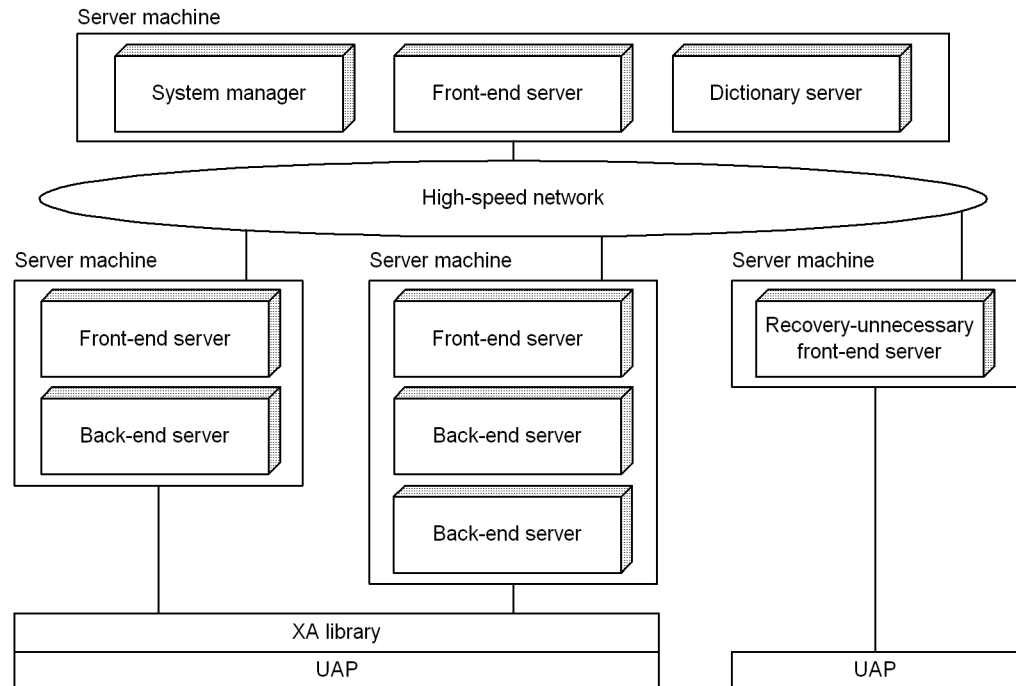 Server machine
System manager
Front-end server
Dictionary server
High-speed network
Server machine
Front-end server
Back-end server
Server machine
Front-end server
Back-end server
Back-end server
Server machine
Recovery-unnecessary
front-end server
XA library
UAP
UAP